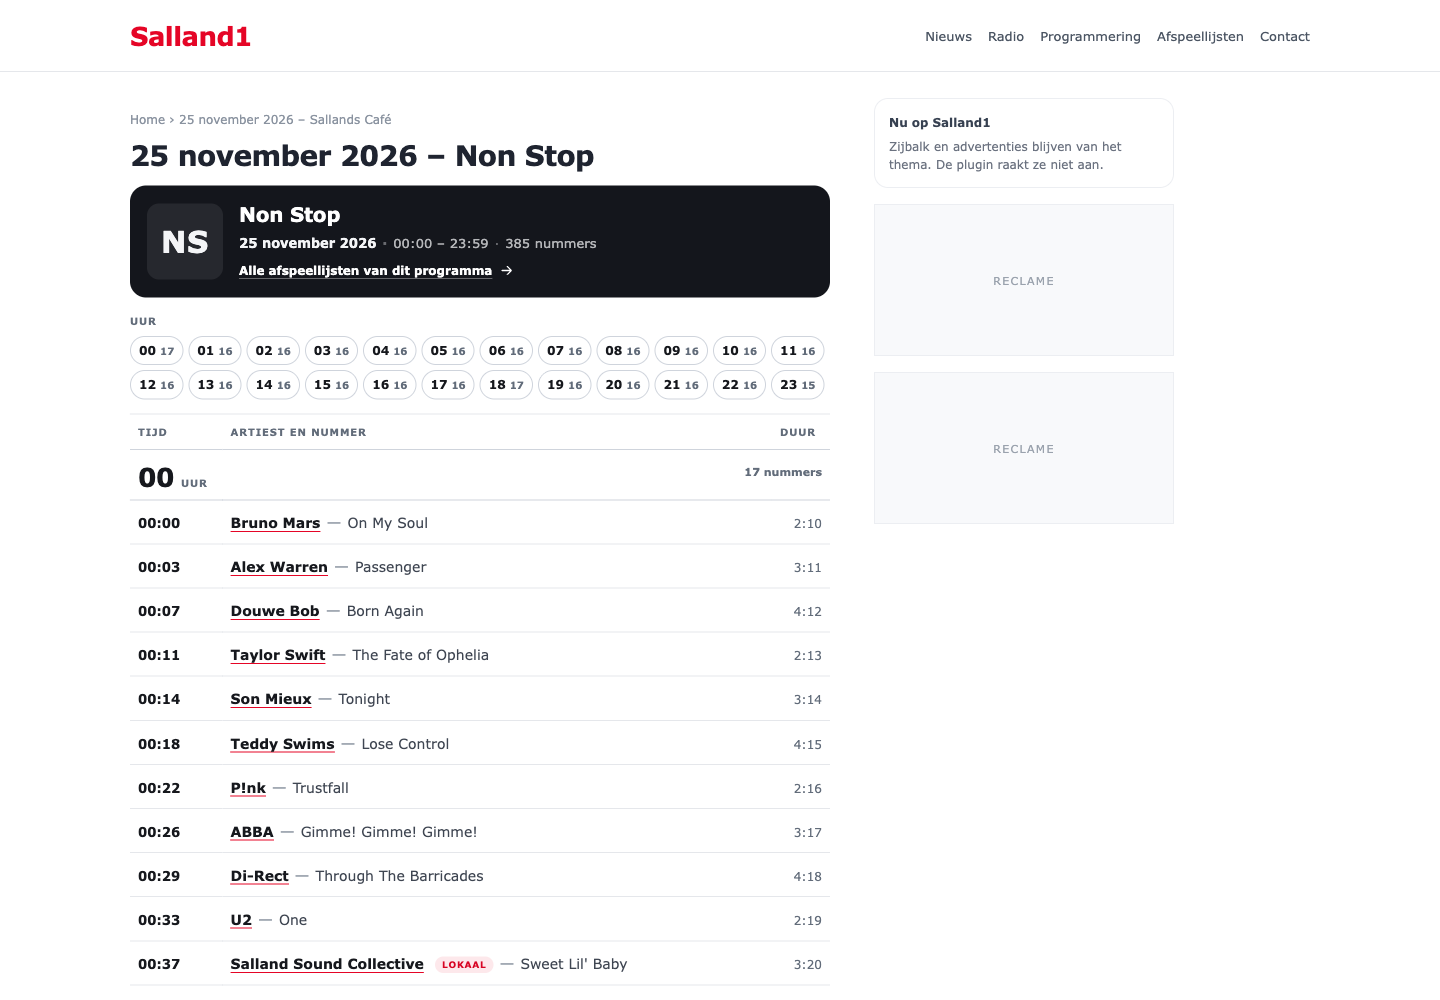 Salland1
Nieuws Radio Programmering Afspeellijsten Contact
Home › 25 november 2026 – Sallands Café
25 november 2026 – Non Stop
NS
Non Stop
25 november 2026 · 00:00 – 23:59 · 385 nummers
Alle afspeellijsten van dit programma →
UUR
00 17 01 16 02 16 03 16 04 16 05 16 06 16 07 16 08 16 09 16 10 16 11 16
12 16 13 16 14 16 15 16 16 16 17 16 18 17 19 16 20 16 21 16 22 16 23 15
TIJD ARTIEST EN NUMMER DUUR
00 UUR 17 nummers
00:00 Bruno Mars — On My Soul 2:10
00:03 Alex Warren — Passenger 3:11
00:07 Douwe Bob — Born Again 4:12
00:11 Taylor Swift — The Fate of Ophelia 2:13
00:14 Son Mieux — Tonight 3:14
00:18 Teddy Swims — Lose Control 4:15
00:22 P!nk — Trustfall 2:16
00:26 ABBA — Gimme! Gimme! Gimme! 3:17
00:29 Di-Rect — Through The Barricades 4:18
00:33 U2 — One 2:19
00:37 Salland Sound Collective LOKAAL — Sweet Lil' Baby 3:20
Nu op Salland1
Zijbalk en advertenties blijven van het
thema. De plugin raakt ze niet aan.
RECLAME
RECLAME